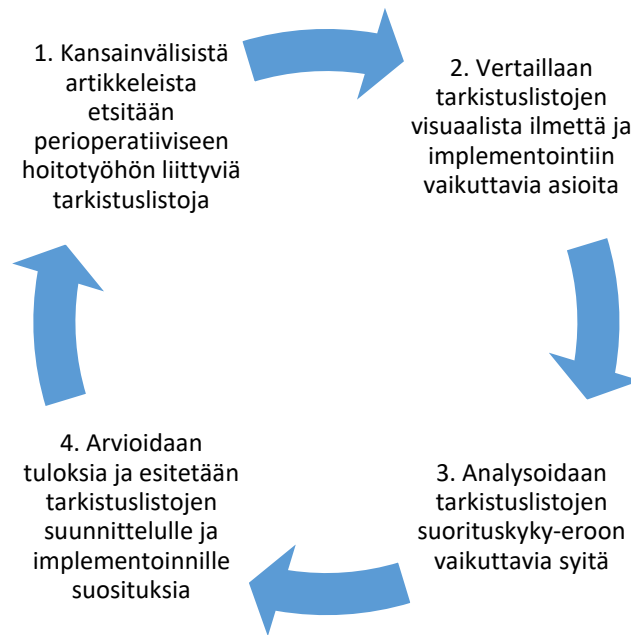 1. Kansainvälisistä
artikkeleista
etsitään
perioperatiiviseen
hoitotyöhön liittyviä
tarkistuslistoja
2. Vertaillaan
tarkistuslistojen
visuaalista ilmettä ja
implementointiin
vaikuttavia asioita
3. Analysoidaan
tarkistuslistojen
suorituskyky-eroon
vaikuttavia syitä
4. Arvioidaan
tuloksia ja esitetään
tarkistuslistojen
suunnittelulle ja
implementoinnille
suosituksia